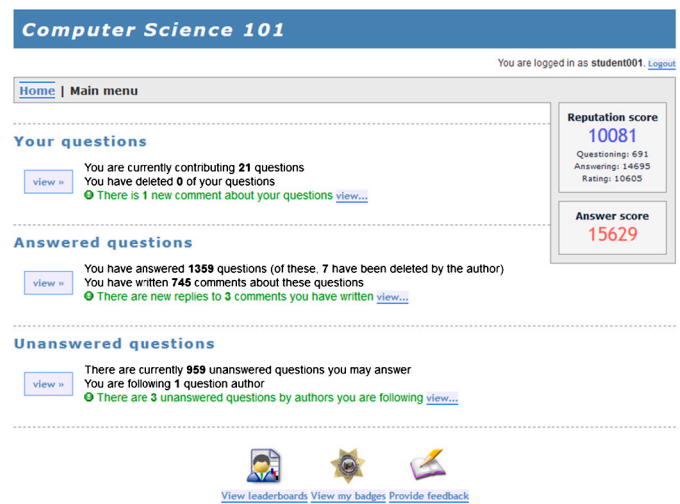 Computer Science 101
You are logged in as student001. Logout
Home | Main menu
Reputation score
10081
Questioning: 691
Answering: 14695
Rating: 10605
Answer score
15629
Your questions
view »
You are currently contributing 21 questions
You have deleted 0 of your questions
There is 1 new comment about your questions view...
Answered questions
view »
You have answered 1359 questions (of these, 7 have been deleted by the author)
You have written 745 comments about these questions
There are new replies to 3 comments you have written view...
Unanswered questions
view »
There are currently 959 unanswered questions you may answer
You are following 1 question author
There are 3 unanswered questions by authors you are following view...
View leaderboards View my badges Provide feedback